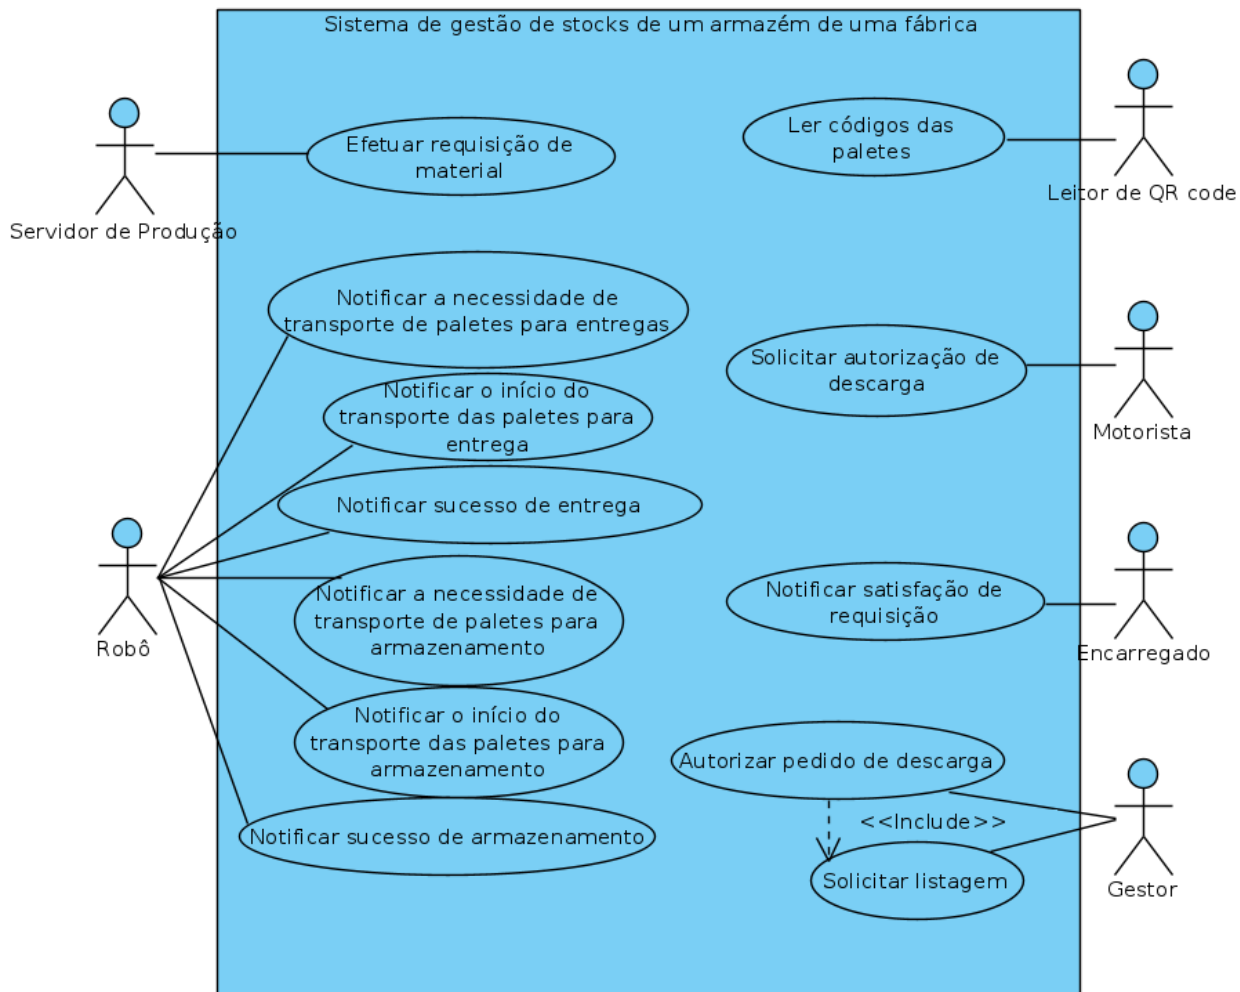 Sistema de gestão de stocks de um armazém de uma fábrica
Efetuar requisição de
material
Servidor de Produção
Ler códigos das
paletes
Leitor de QR code
Notificar a necessidade de
transporte de paletes para entregas
Solicitar autorização de
descarga
Motorista
Notificar o início do
transporte das paletes para
entrega
Notificar sucesso de entrega
Notificar a necessidade de
transporte de paletes para
armazenamento
Robô
Notificar satisfação de
requisição
Encarregado
Notificar o início do
transporte das paletes para
armazenamento
Notificar sucesso de armazenamento
Autorizar pedido de descarga
<<Include>>
Solicitar listagem
Gestor